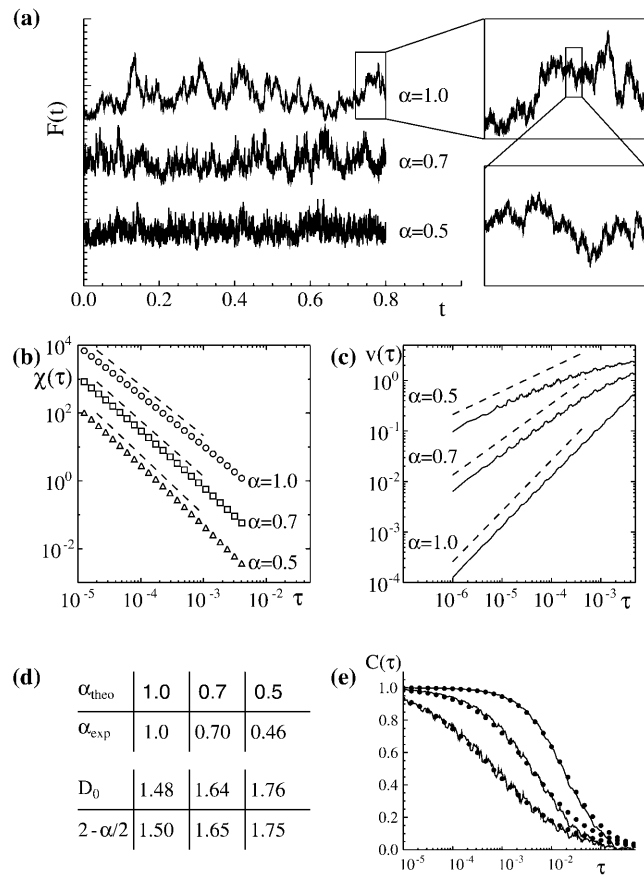 (a)
F(t)
α=1.0
α=0.7
α=0.5
0.0 0.2 0.4 0.6 0.8 t
(b)
χ(τ)
10^4
10^2
10^0
10^-2
α=1.0
α=0.7
α=0.5
10^-5 10^-4 10^-3 10^-2 τ
(c) v(τ)
10^0
10^-1
10^-2
10^-3
10^-4
α=0.5
α=0.7
α=1.0
10^-6 10^-5 10^-4 10^-3 τ
(d)
α_theo 1.0 0.7 0.5
α_exp 1.0 0.70 0.46
D_0 1.48 1.64 1.76
2-α/2 1.50 1.65 1.75
(e) C(τ)
1.0
0.8
0.6
0.4
0.2
0.0
10^-5 10^-4 10^-3 10^-2 τ